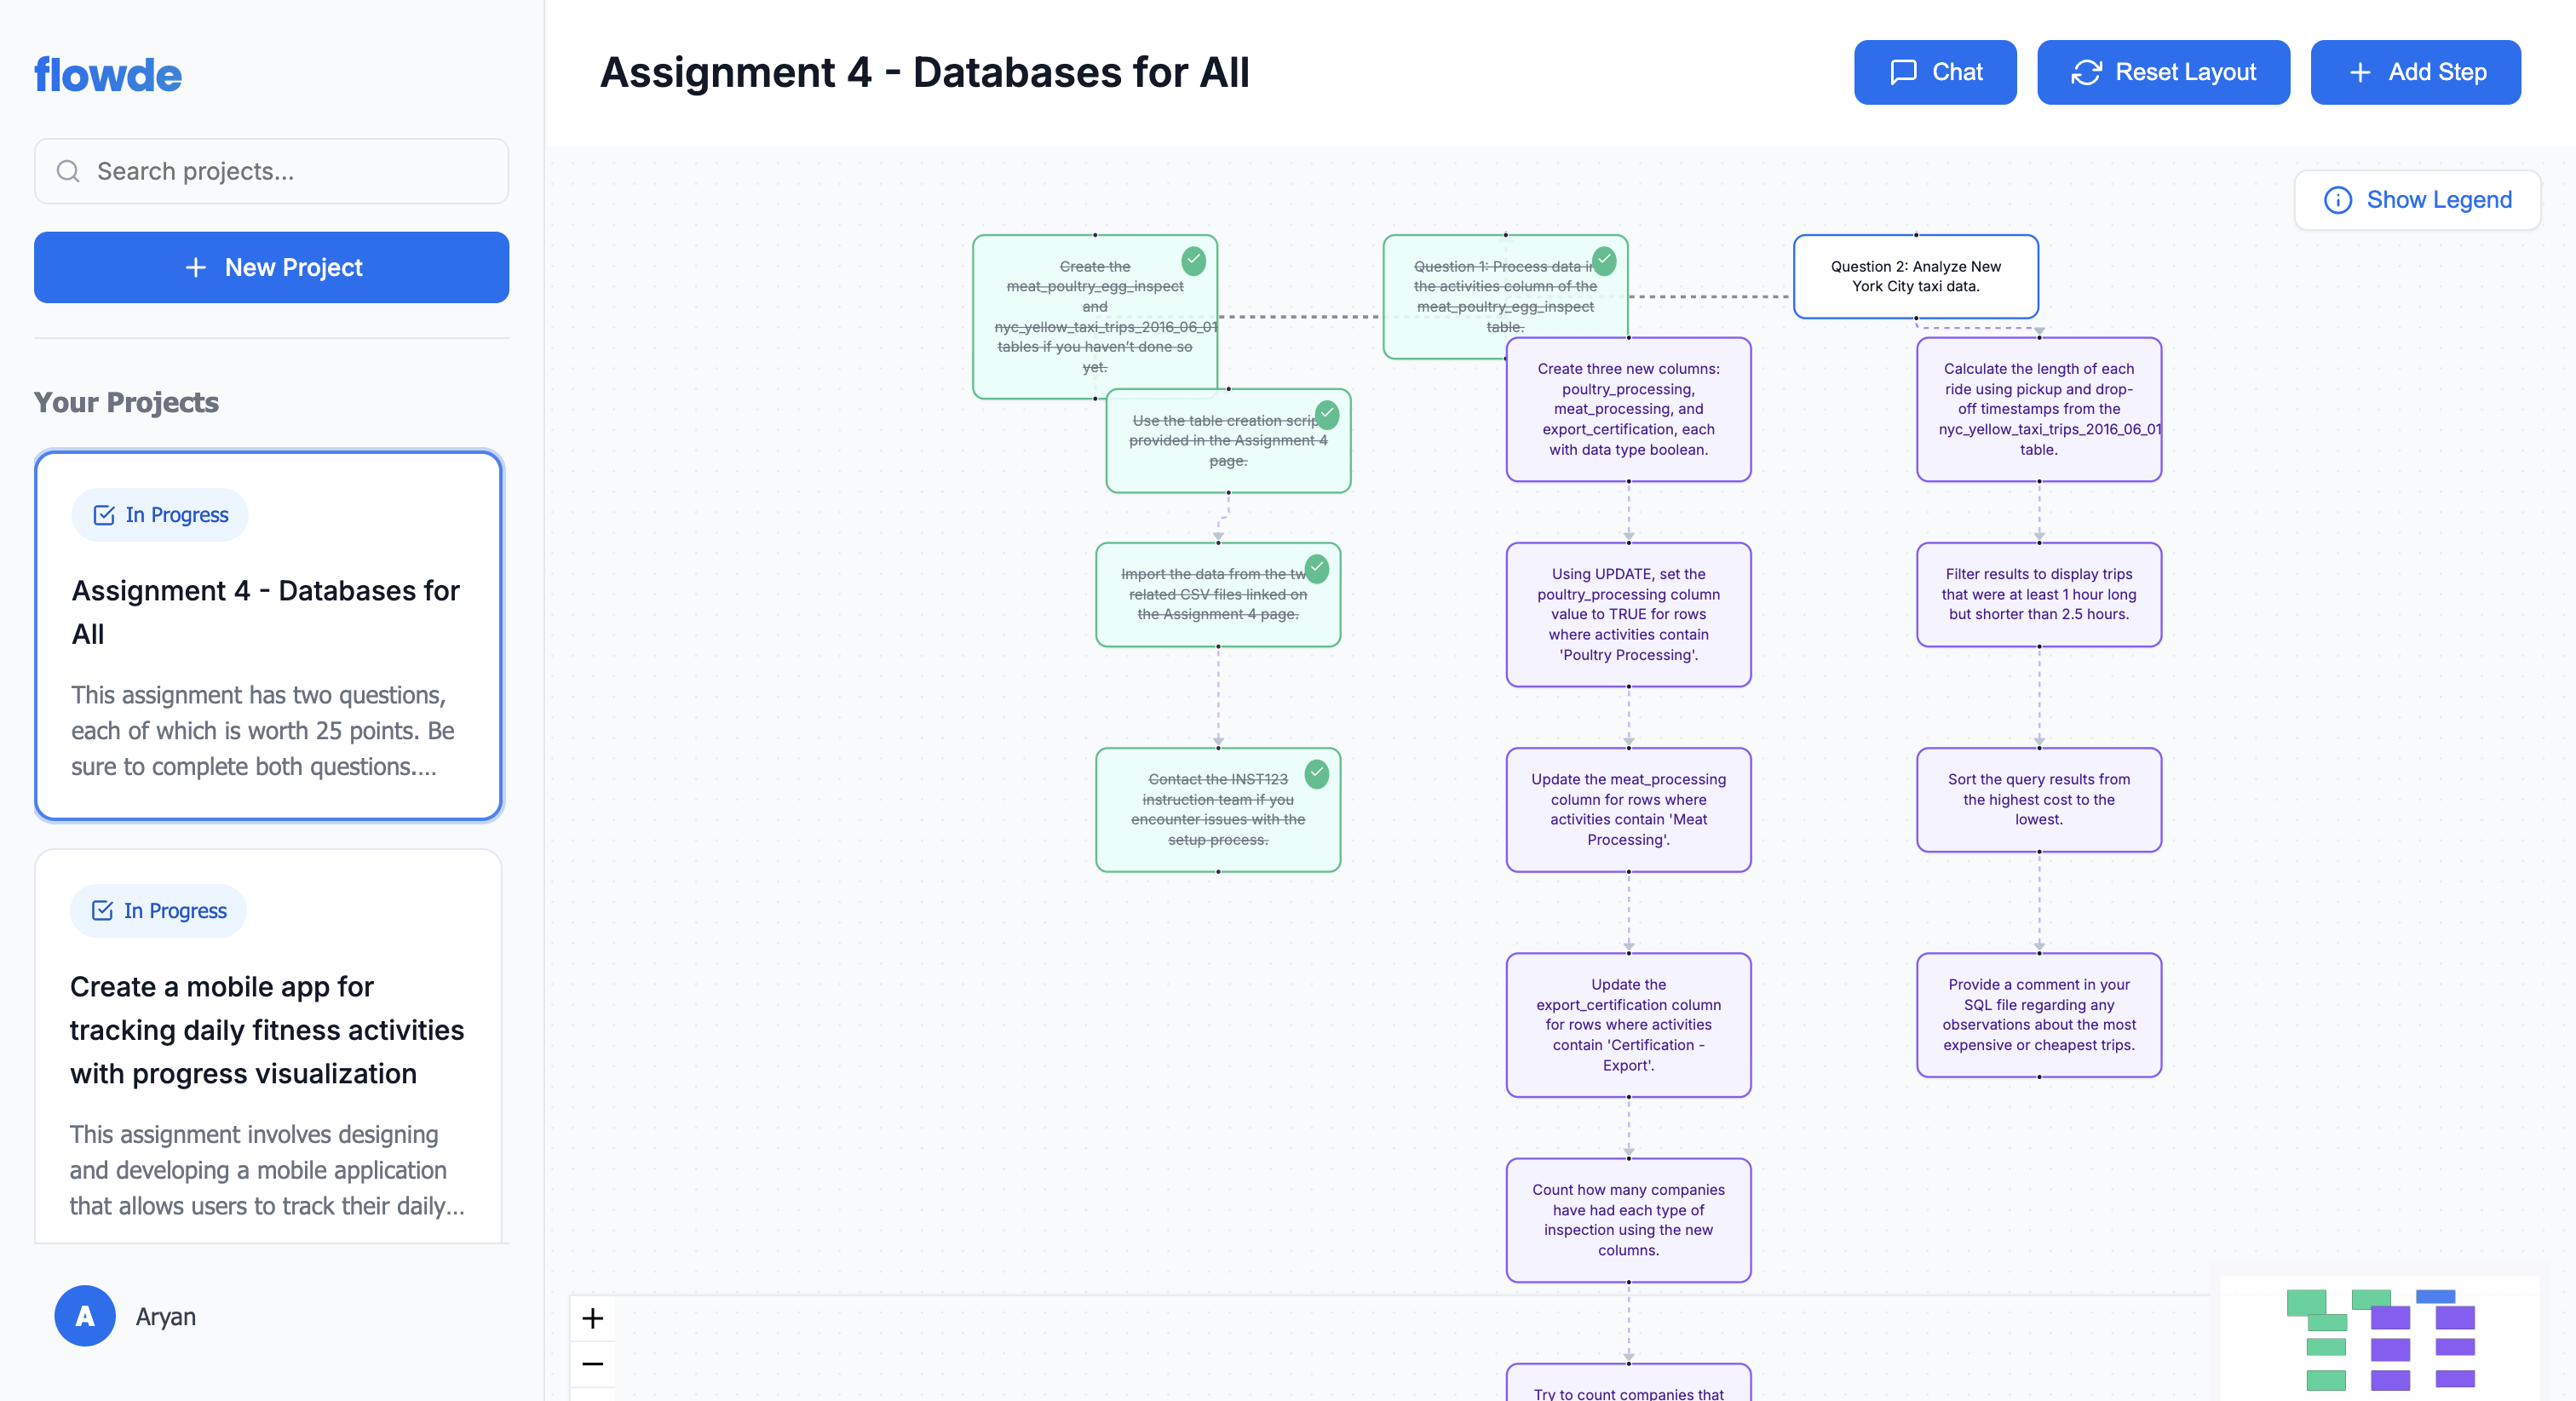 flowde
Search projects...
New Project
Your Projects
In Progress
Assignment 4 - Databases for
All
This assignment has two questions,
each of which is worth 25 points. Be
sure to complete both questions....
In Progress
Create a mobile app for
tracking daily fitness activities
with progress visualization
This assignment involves designing
and developing a mobile application
that allows users to track their daily...
A
Aryan
Assignment 4 - Databases for All
Chat
Reset Layout
Add Step
Show Legend
Create the
meat_poultry_egg_inspect
and
nyc_yellow_taxi_trips_2016_06_01
tables if you haven't done so
yet.
Use the table creation
provided in the Assignment 4
page.
Import the data from the
related CSV files linked on
the Assignment 4 page.
Contact the INST123
instruction team if you
encounter issues with the
setup process.
Question 1: Process data
the activities column of the
meat_poultry_egg_inspect
table.
Create three new columns:
poultry_processing,
meat_processing, and
export_certification, each
with data type boolean.
Using UPDATE, set the
poultry_processing column
value to TRUE for rows
where activities contain
'Poultry Processing'.
Update the meat_processing
column for rows where
activities contain 'Meat
Processing'.
Update the
export_certification column
for rows where activities
contain 'Certification -
Export'.
Count how many companies
have had each type of
inspection using the new
columns.
Try to count companies that
Question 2: Analyze New
York City taxi data.
Calculate the length of each
ride using pickup and drop-
off timestamps from the
nyc_yellow_taxi_trips_2016_06_01
table.
Filter results to display trips
that were at least 1 hour long
but shorter than 2.5 hours.
Sort the query results from
the highest cost to the
lowest.
Provide a comment in your
SQL file regarding any
observations about the most
expensive or cheapest trips.